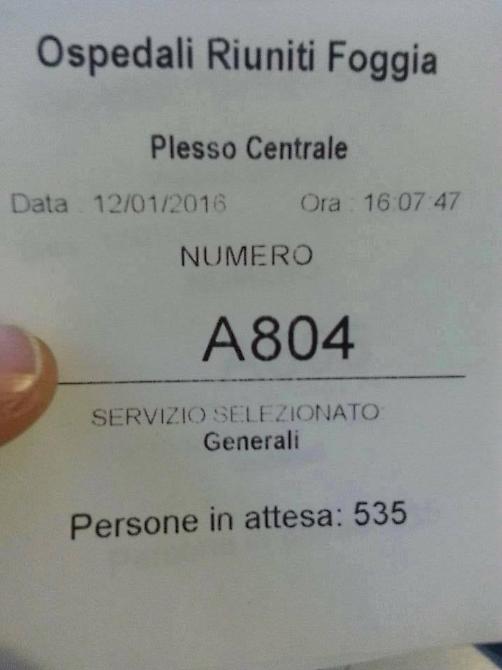 Ospedali Riuniti Foggia
Plesso Centrale
Data : 12/01/2016 Ora : 16:07:47
NUMERO
A804
SERVIZIO SELEZIONATO:
Generali
Persone in attesa: 535